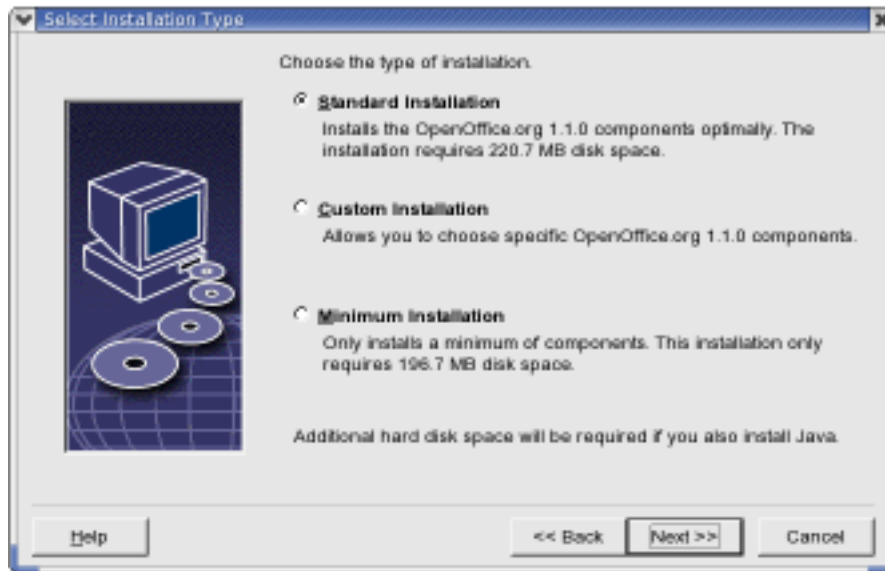 Select Installation Type
Choose the type of installation.
Standard Installation
Installs the OpenOffice.org 1.1.0 components optimally. The
installation requires 220.7 MB disk space.
Custom Installation
Allows you to choose specific OpenOffice.org 1.1.0 components.
Minimum Installation
Only installs a minimum of components. This installation only
requires 196.7 MB disk space.
Additional hard disk space will be required if you also install Java.
Help
<< Back
Next >>
Cancel